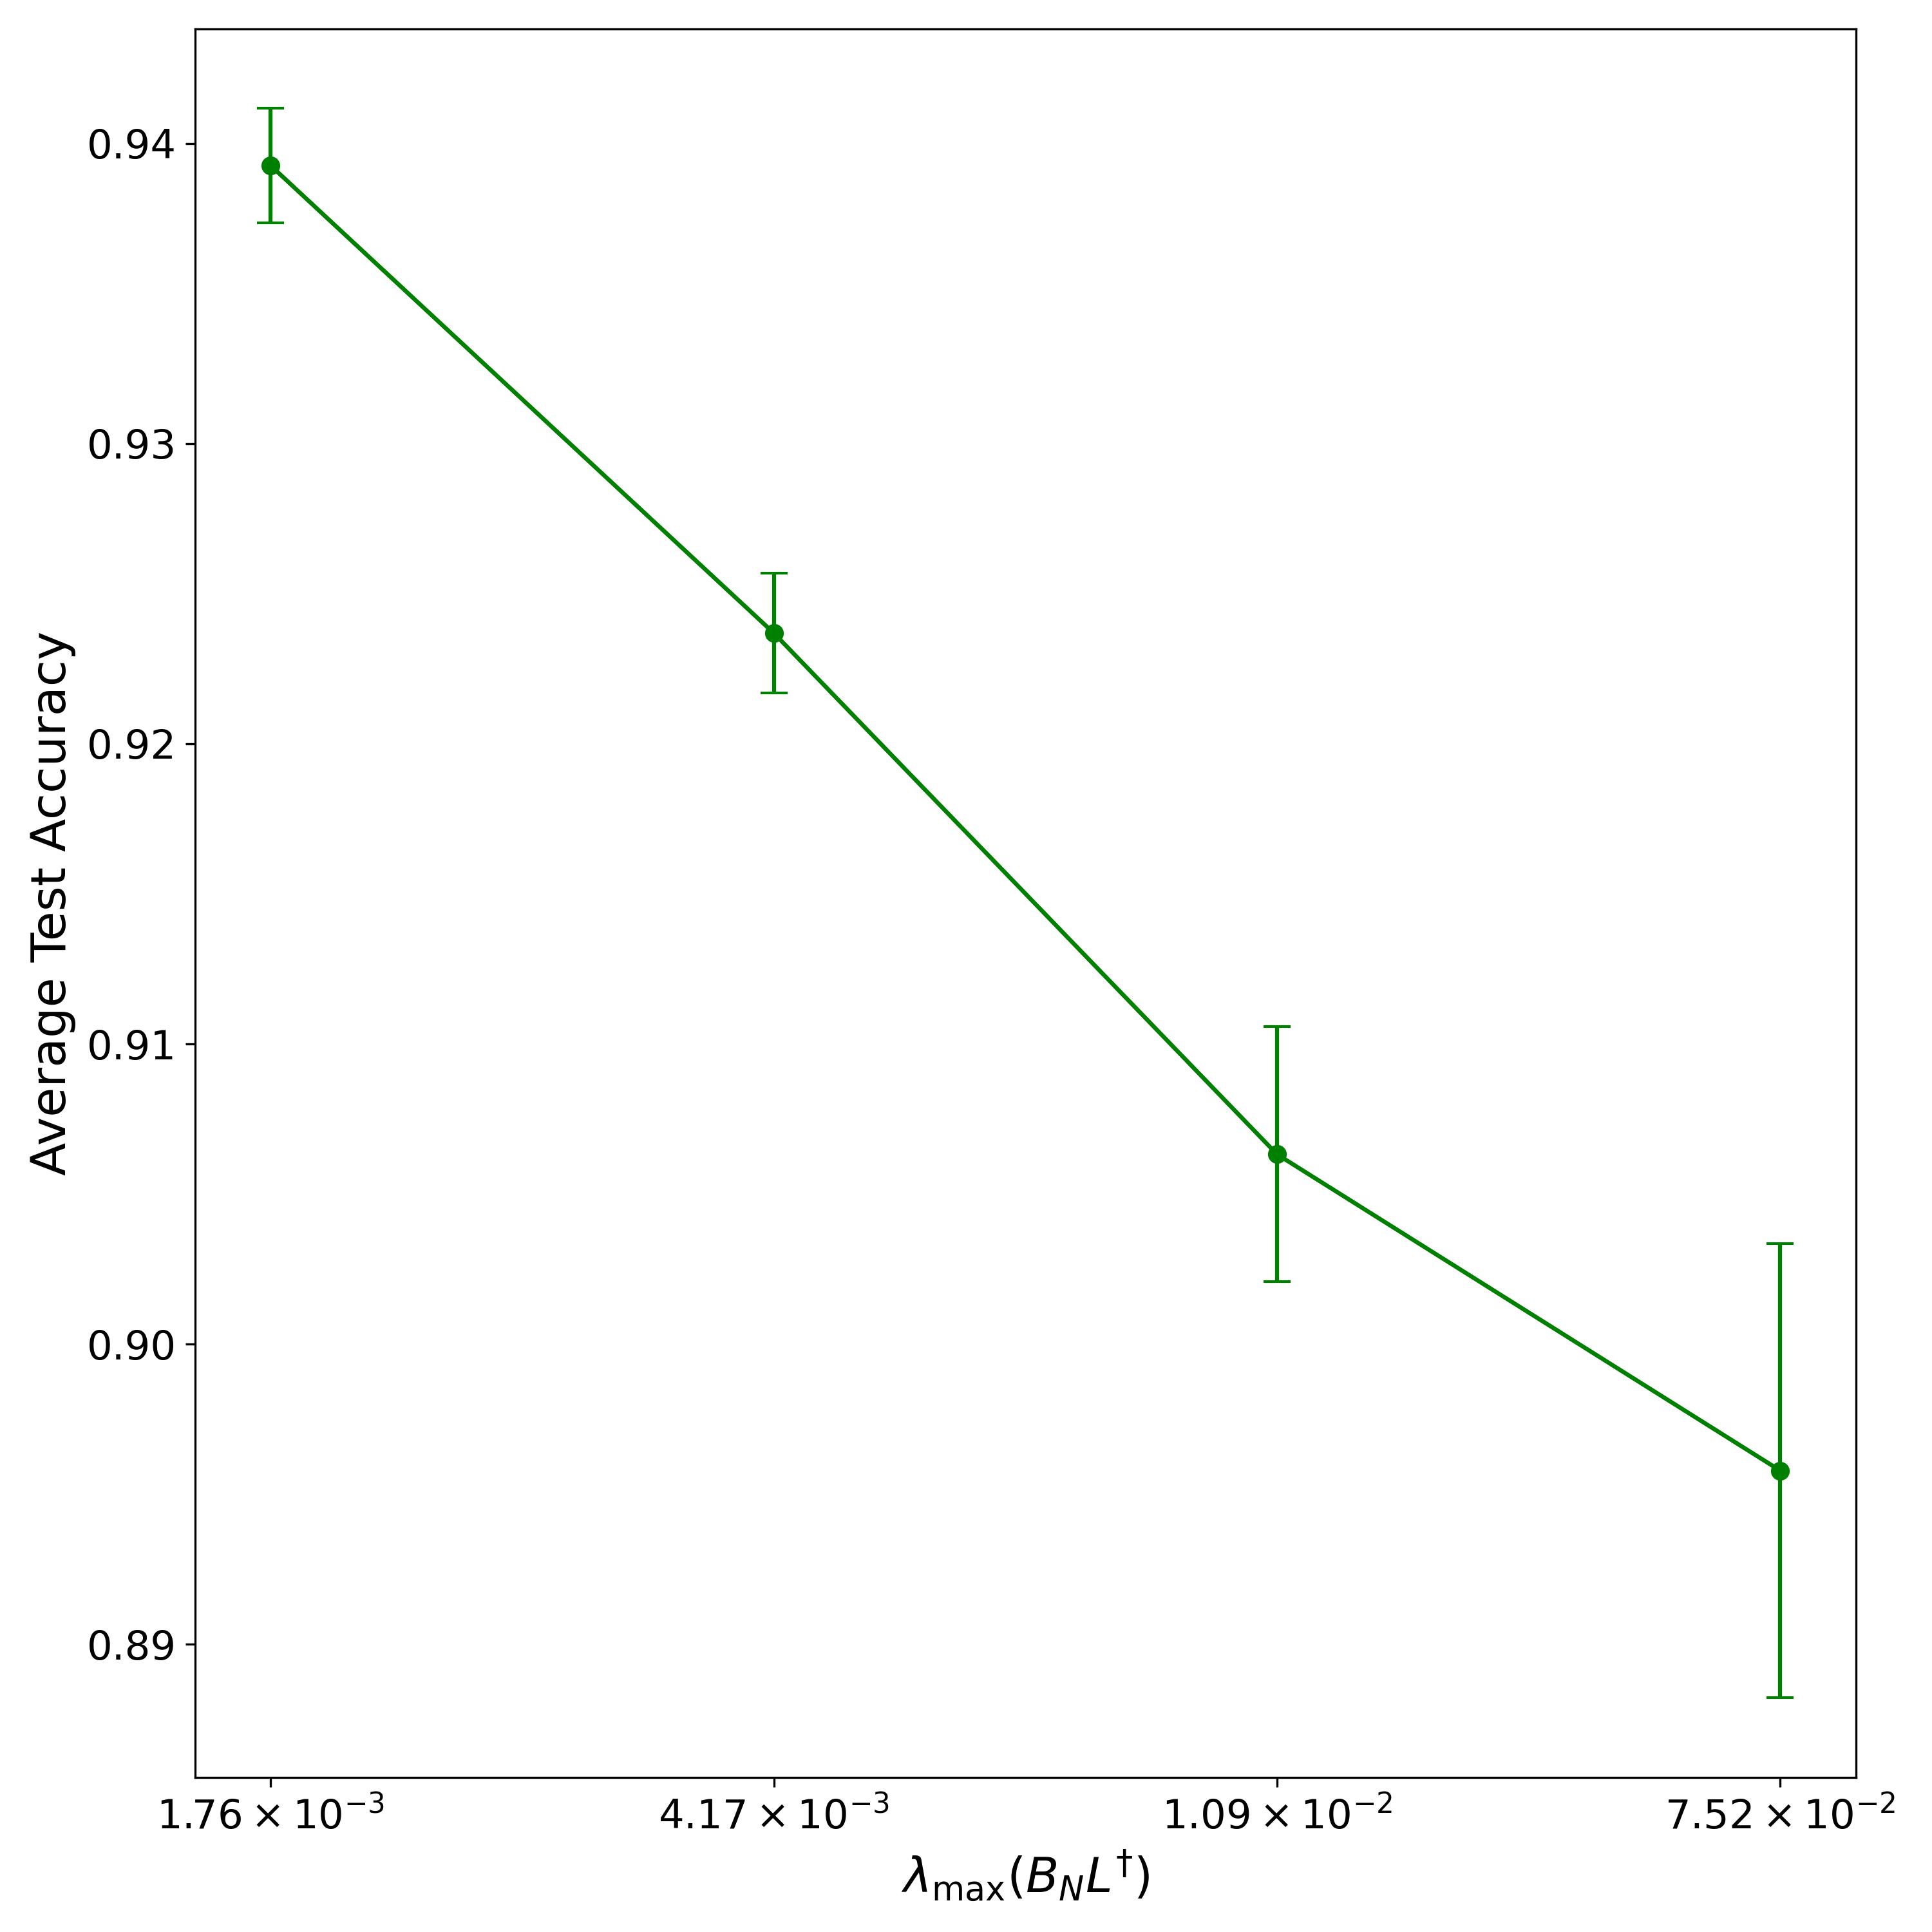 Average Test Accuracy
0.94
0.93
0.92
0.91
0.90
0.89
1.76 × 10⁻³ 4.17 × 10⁻³ 1.09 × 10⁻² 7.52 × 10⁻²
λmax(B_N L†)